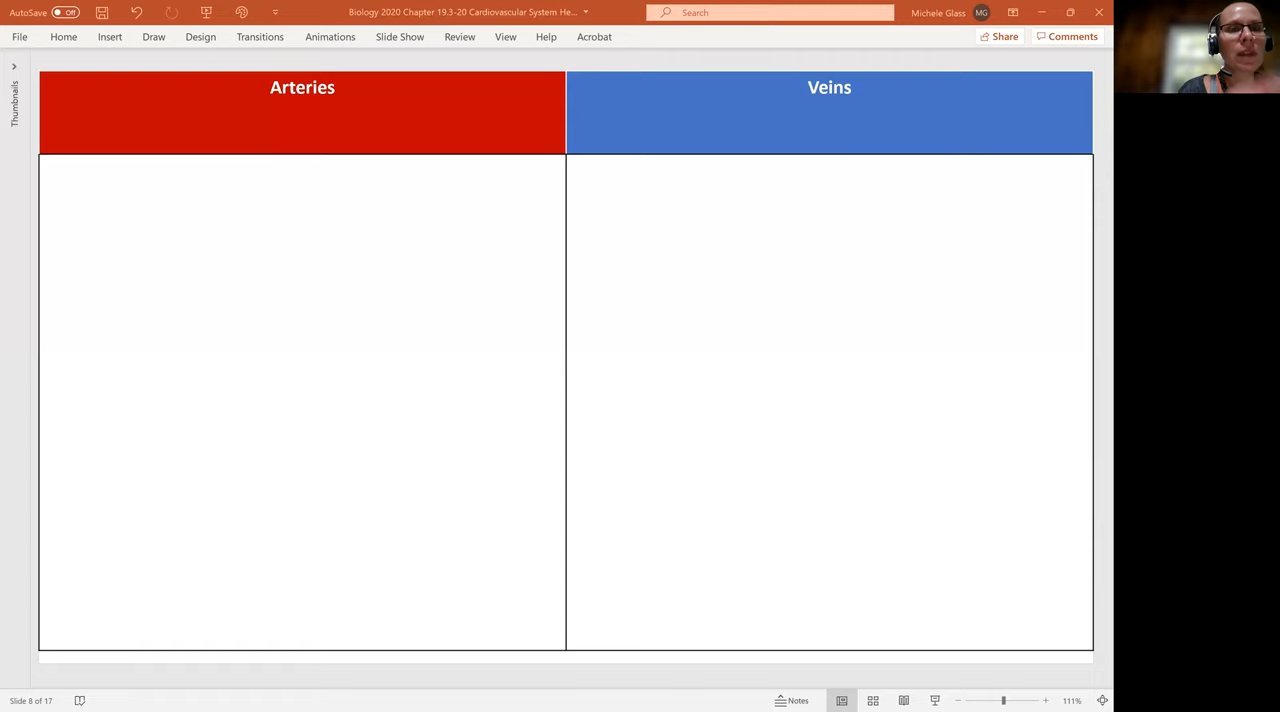 AutoSave Off Biology 2020 Chapter 19.3-20 Cardiovascular System He... Search Michele Glass MG
File Home Insert Draw Design Transitions Animations Slide Show Review View Help Acrobat Share Comments
Thumbnails
Arteries Veins
Slide 8 of 17 Notes 111%